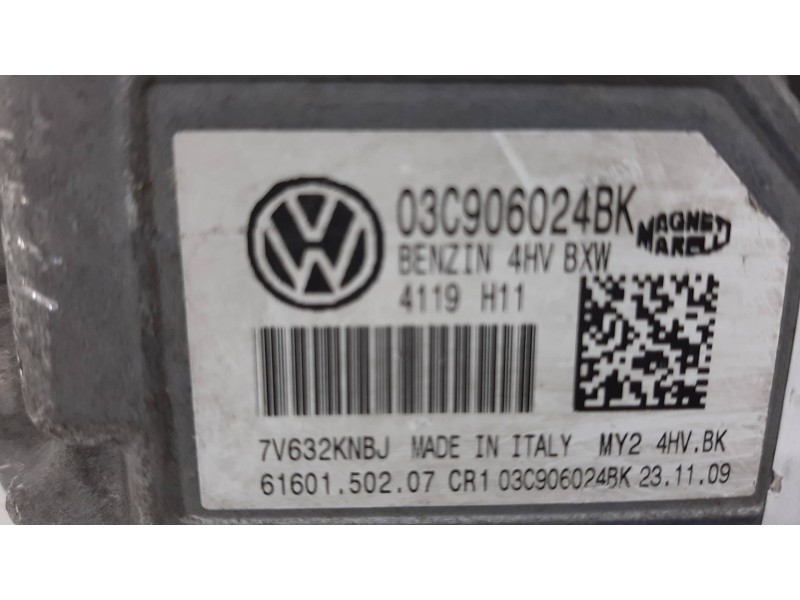 03C906024BK
MAGNETI
MARELLI
BENZIN 4HV BXW
4119 H11
7V632KNBJ MADE IN ITALY MY2 4HV.BK
61601.502.07 CR1 03C906024BK 23.11.09